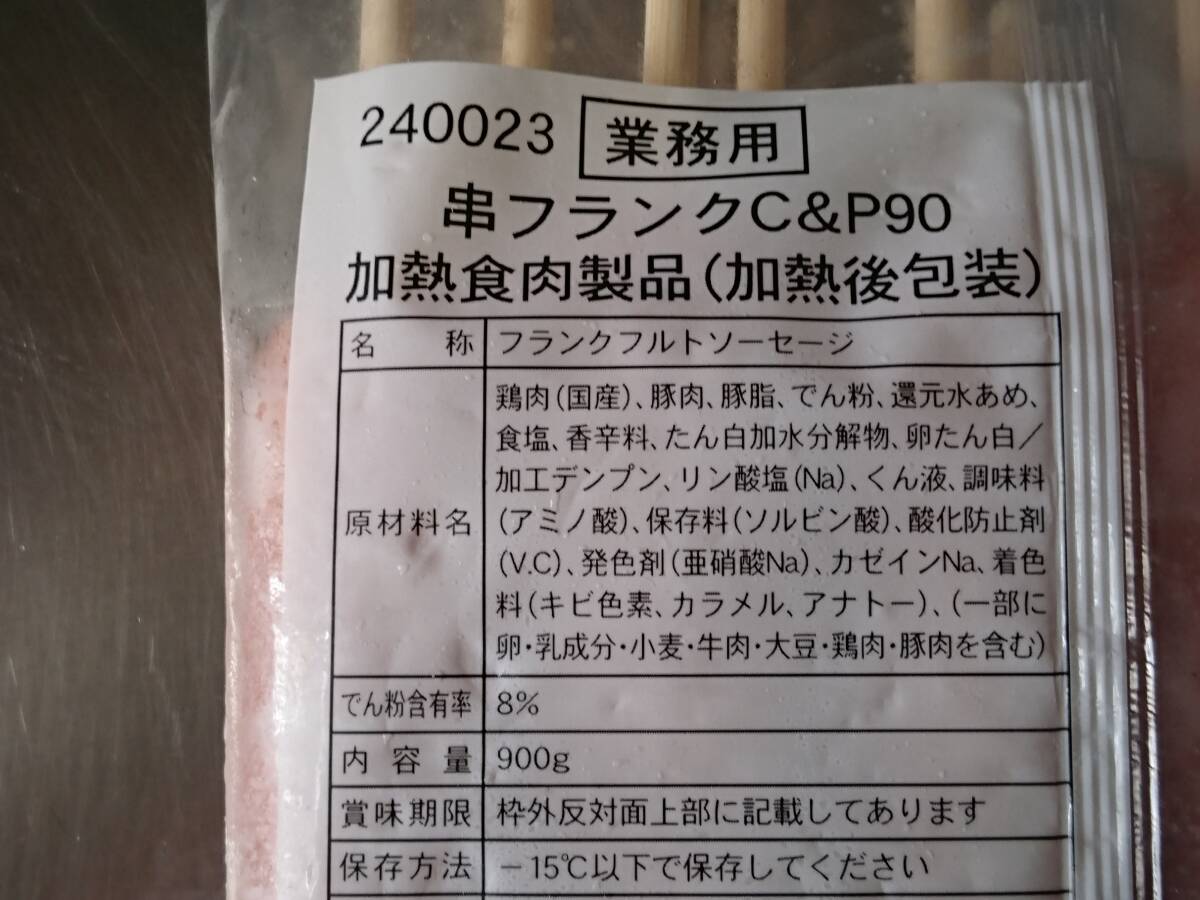 240023 業務用
串フランクC&P90
加熱食肉製品(加熱後包装)
名称 フランクフルトソーセージ
原材料名 鶏肉(国産)、豚肉、豚脂、でん粉、還元水あめ、
食塩、香辛料、たん白加水分解物、卵たん白/
加工デンプン、リン酸塩(Na)、くん液、調味料
(アミノ酸)、保存料(ソルビン酸)、酸化防止剤
(V.C)、発色剤(亜硝酸Na)、カゼインNa、着色
料(キビ色素、カラメル、アナトー)、(一部に
卵・乳成分・小麦・牛肉・大豆・鶏肉・豚肉を含む)
でん粉含有率 8%
内容量 900g
賞味期限 枠外反対面上部に記載してあります
保存方法 -15℃以下で保存してください